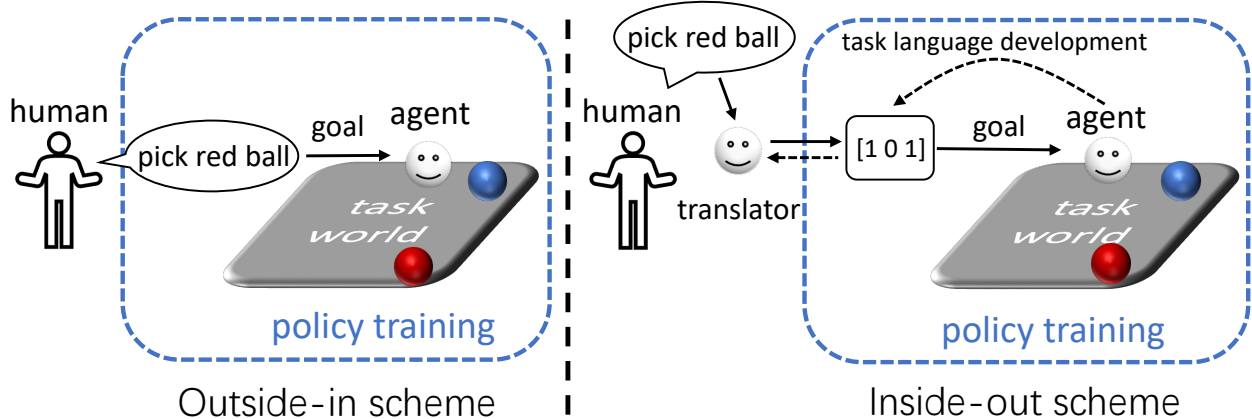 human
pick red ball
goal
agent
task
world
policy training
Outside-in scheme
pick red ball
human
translator
task language development
[1 0 1]
goal
agent
task
world
policy training
Inside-out scheme